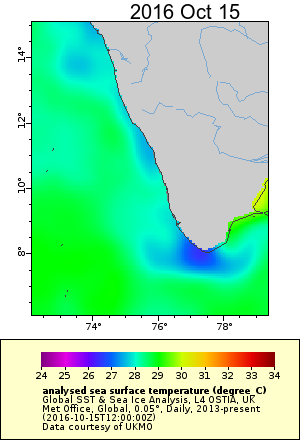 2016 Oct 15
14°
12°
10°
8°
74°
76°
78°
24 25 26 27 28 29 30 31 32 33 34
analysed sea surface temperature (degree_C)
Global SST & Sea Ice Analysis, L4 OSTIA, UK
Met Office, Global, 0.05°, Daily, 2013-present
(2016-10-15T12:00:00Z)
Data courtesy of UKMO